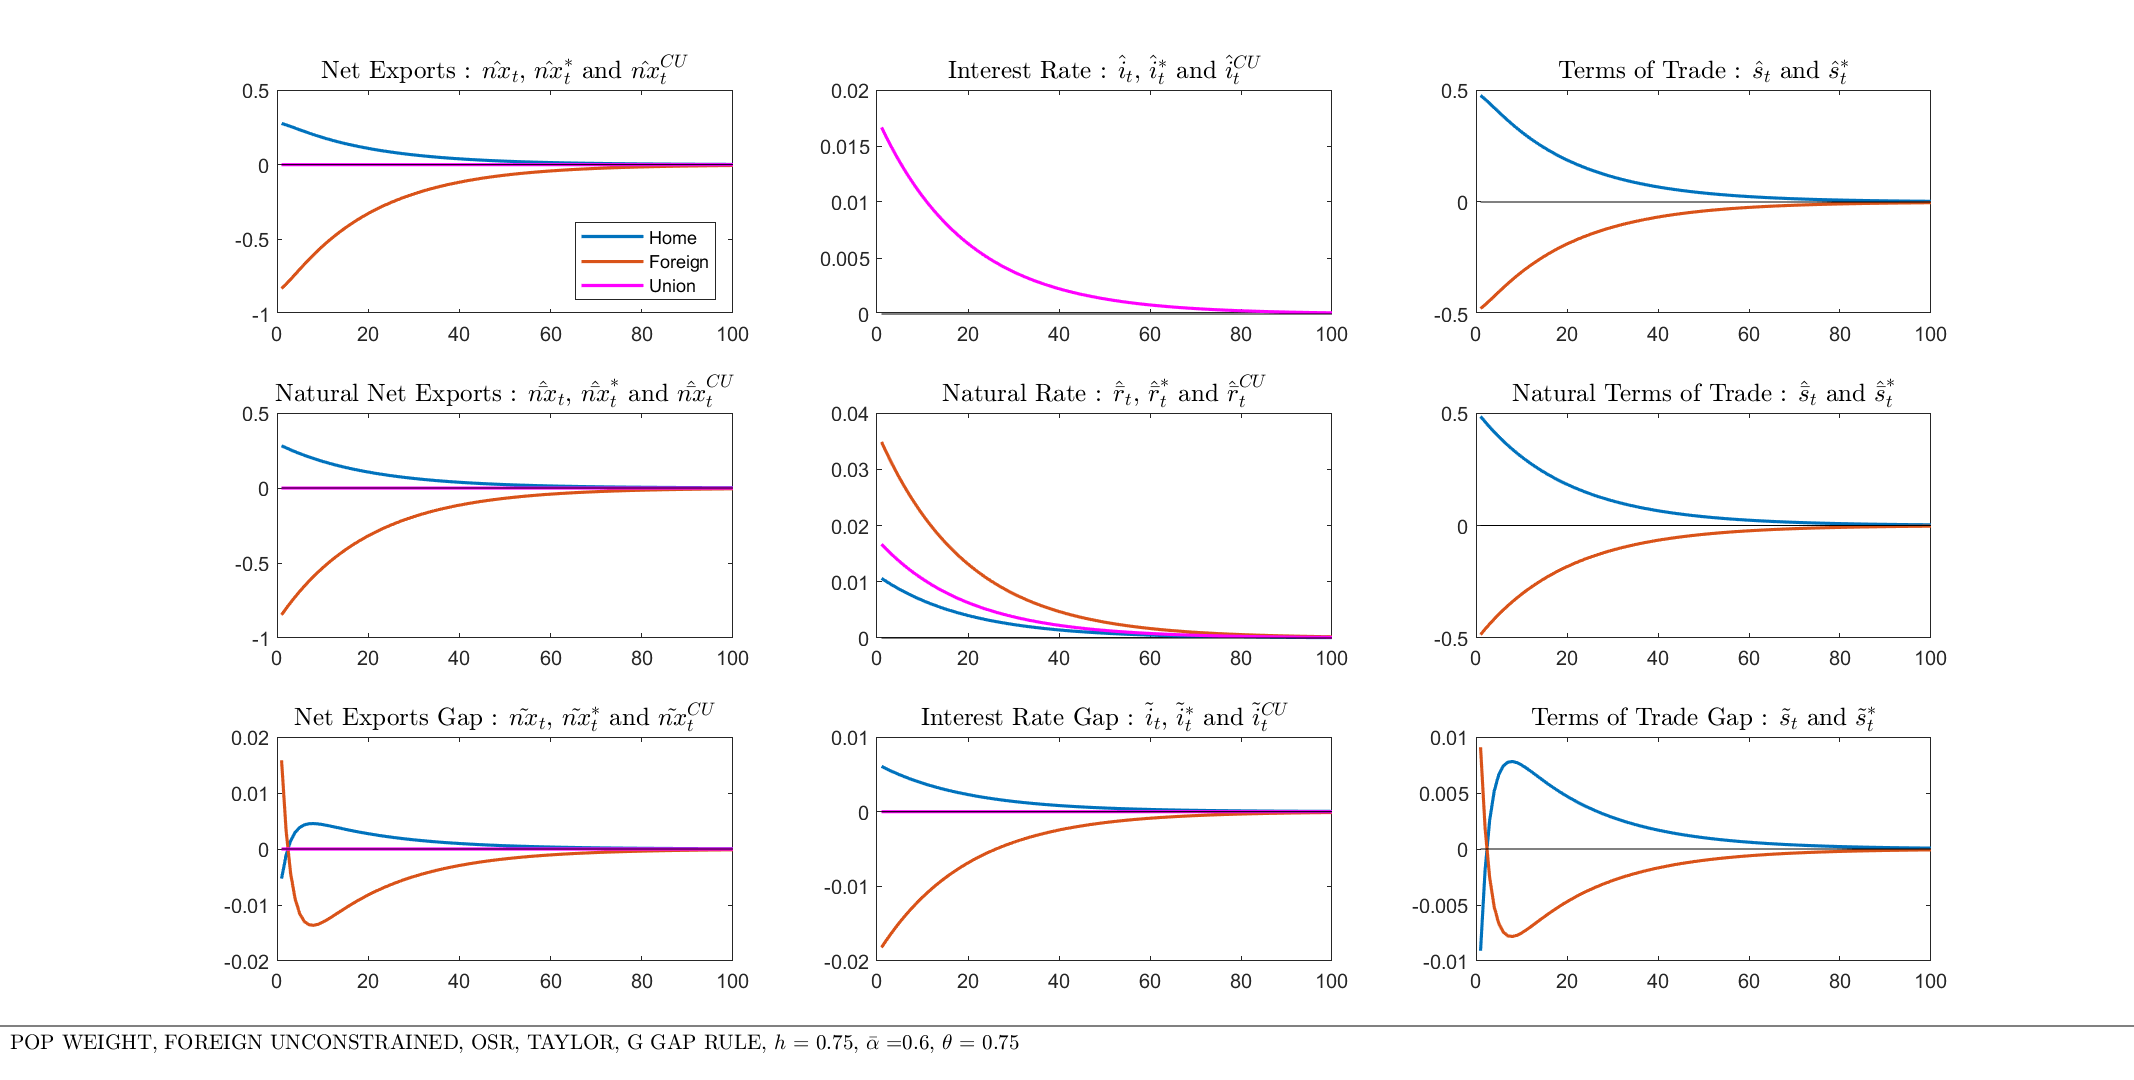 Net Exports : n̂x_t, n̂x_t^* and n̂x_t^{CU}
0.5
0
-0.5
-1
0 20 40 60 80 100
Home
Foreign
Union
Interest Rate : î_t, î_t^* and î_t^{CU}
0.02
0.015
0.01
0.005
0
0 20 40 60 80 100
Terms of Trade : ŝ_t and ŝ_t^*
0.5
0
-0.5
0 20 40 60 80 100
Natural Net Exports : n̄̂x_t, n̄̂x_t^* and n̄̂x_t^{CU}
0.5
0
-0.5
-1
0 20 40 60 80 100
Natural Rate : r̄̂_t, r̄̂_t^* and r̄̂_t^{CU}
0.04
0.03
0.02
0.01
0
0 20 40 60 80 100
Natural Terms of Trade : s̄̂_t and s̄̂_t^*
0.5
0
-0.5
0 20 40 60 80 100
Net Exports Gap : ñx_t, ñx_t^* and ñx_t^{CU}
0.02
0.01
0
-0.01
-0.02
0 20 40 60 80 100
Interest Rate Gap : ĩ_t, ĩ_t^* and ĩ_t^{CU}
0.01
0
-0.01
-0.02
0 20 40 60 80 100
Terms of Trade Gap : s̃_t and s̃_t^*
0.01
0.005
0
-0.005
-0.01
0 20 40 60 80 100
POP WEIGHT, FOREIGN UNCONSTRAINED, OSR, TAYLOR, G GAP RULE, h = 0.75, ᾱ =0.6, θ = 0.75